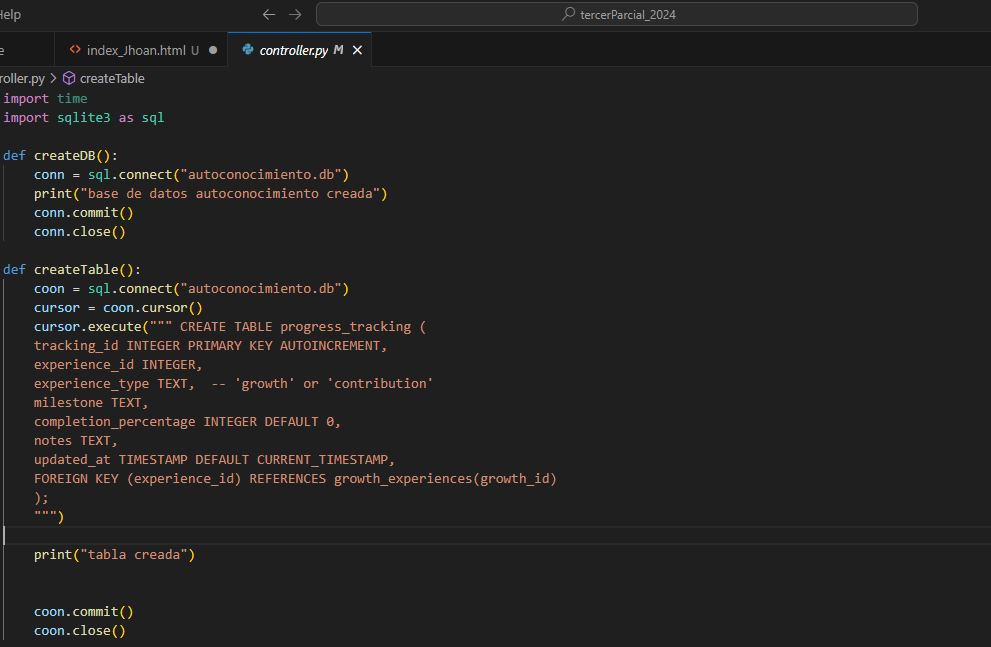 Help
tercerParcial_2024
index_Jhoan.html U
controller.py M
roller.py > createTable
import time
import sqlite3 as sql
def createDB():
conn = sql.connect("autoconocimiento.db")
print("base de datos autoconocimiento creada")
conn.commit()
conn.close()
def createTable():
coon = sql.connect("autoconocimiento.db")
cursor = coon.cursor()
cursor.execute(""" CREATE TABLE progress_tracking (
tracking_id INTEGER PRIMARY KEY AUTOINCREMENT,
experience_id INTEGER,
experience_type TEXT,  -- 'growth' or 'contribution'
milestone TEXT,
completion_percentage INTEGER DEFAULT 0,
notes TEXT,
updated_at TIMESTAMP DEFAULT CURRENT_TIMESTAMP,
FOREIGN KEY (experience_id) REFERENCES growth_experiences(growth_id)
);
""")
print("tabla creada")
coon.commit()
coon.close()